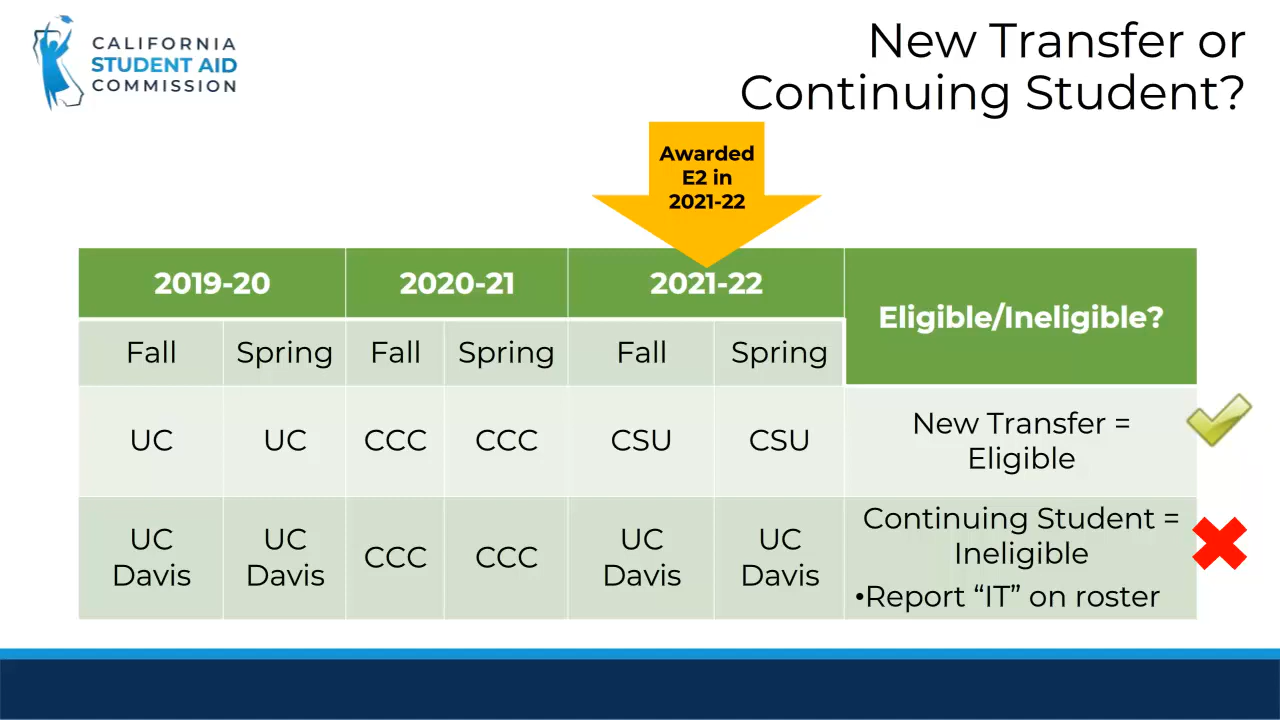 CALIFORNIA
STUDENT AID
COMMISSION
New Transfer or
Continuing Student?
Awarded
E2 in
2021-22
2019-20 2020-21 2021-22 Eligible/Ineligible?
Fall Spring Fall Spring Fall Spring
UC UC CCC CCC CSU CSU New Transfer =
Eligible
UC Davis UC Davis CCC CCC UC Davis UC Davis Continuing Student =
Ineligible
•Report “IT” on roster